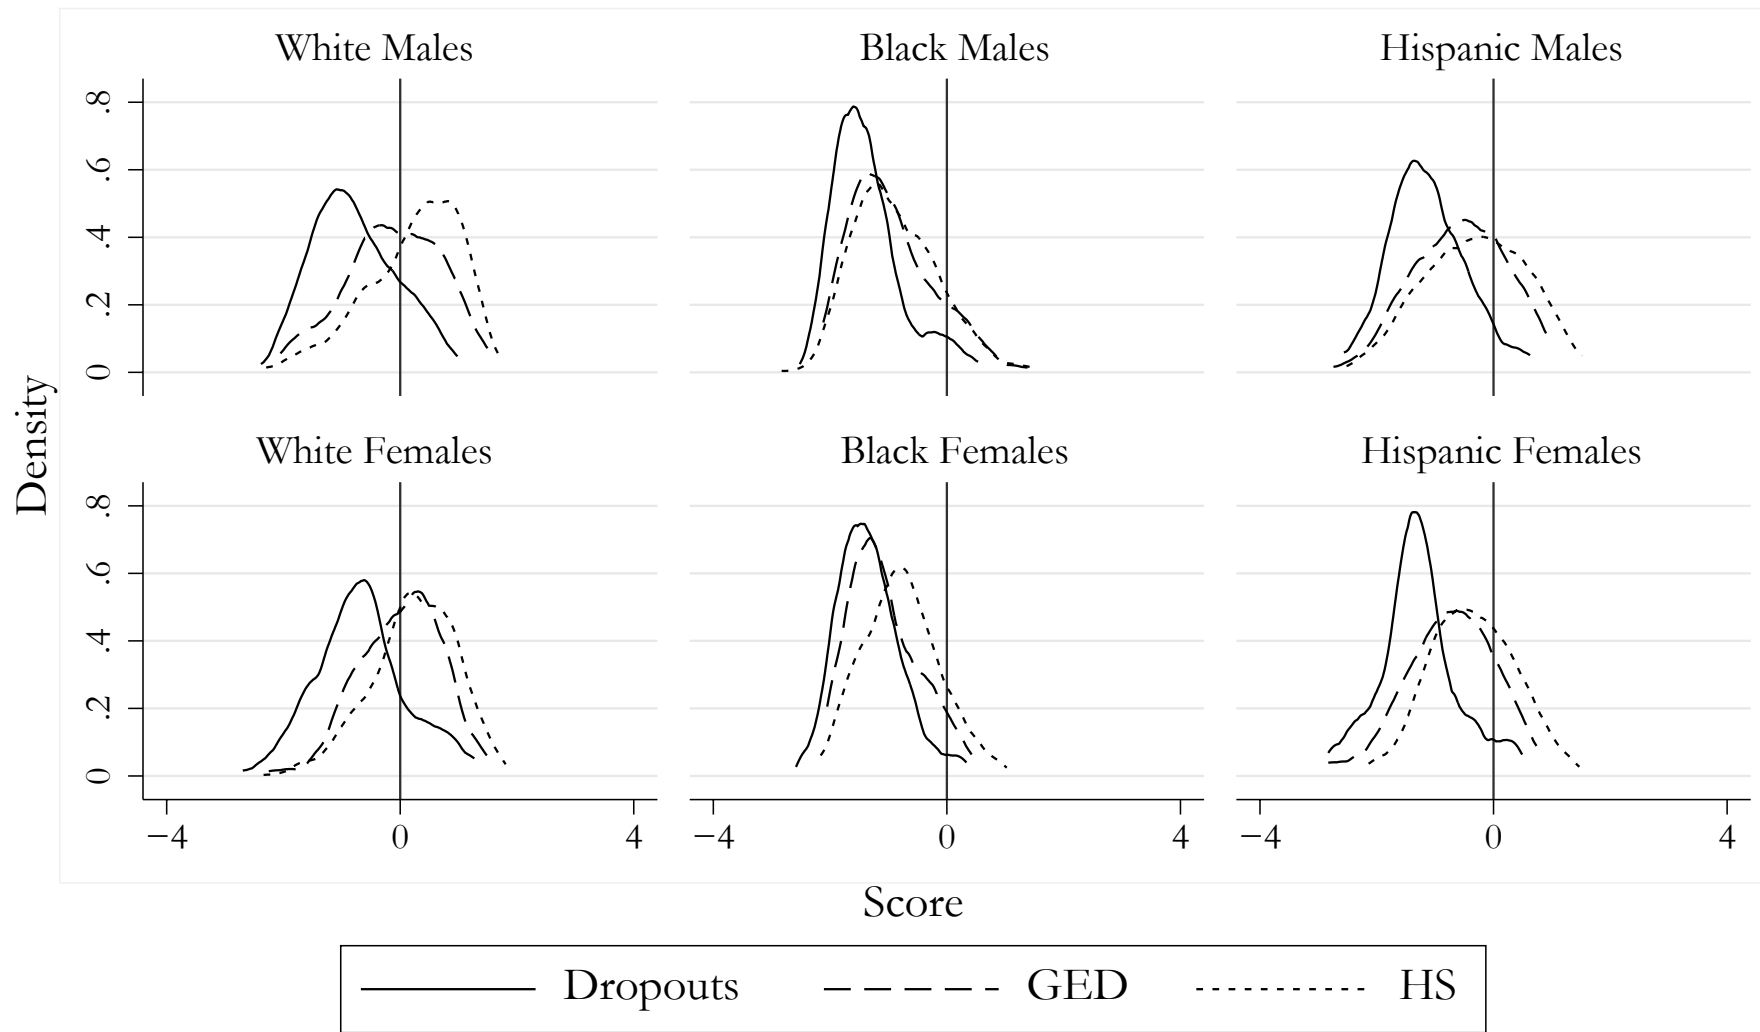 White Males
Black Males
Hispanic Males
.8
.6
.4
.2
0
White Females
Black Females
Hispanic Females
.8
.6
.4
.2
0
−4
0
4
−4
0
4
−4
0
4
Density
Score
Dropouts
GED
HS